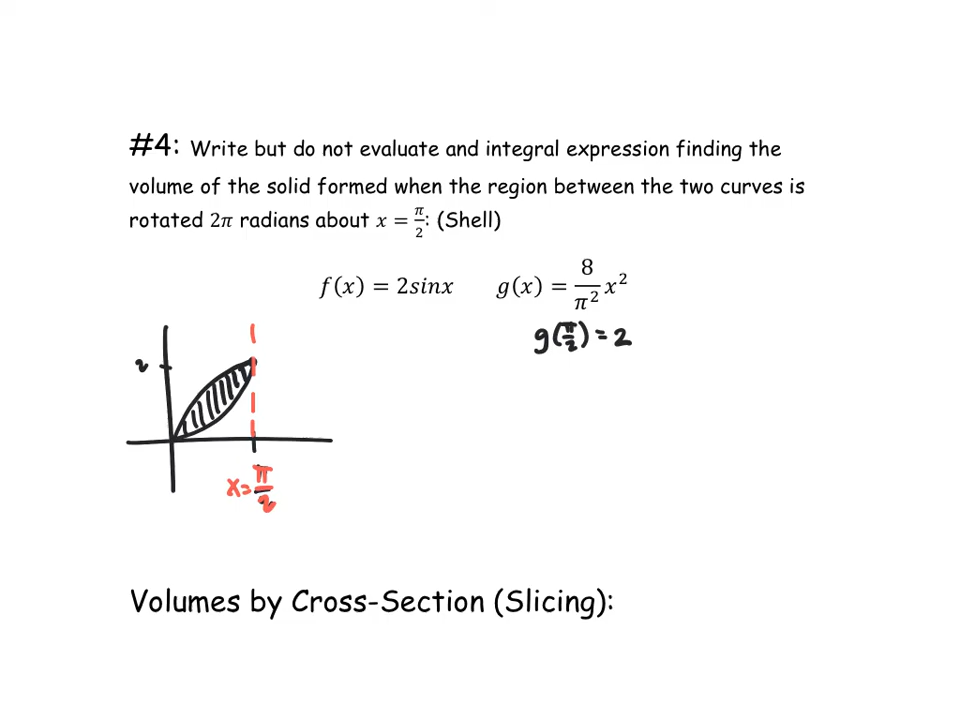 #4: Write but do not evaluate and integral expression finding the
volume of the solid formed when the region between the two curves is
rotated 2π radians about x = π/2: (Shell)
f(x) = 2sinx g(x) = 8/π² x²
g(π/2) = 2
2
x = π/2
Volumes by Cross-Section (Slicing):